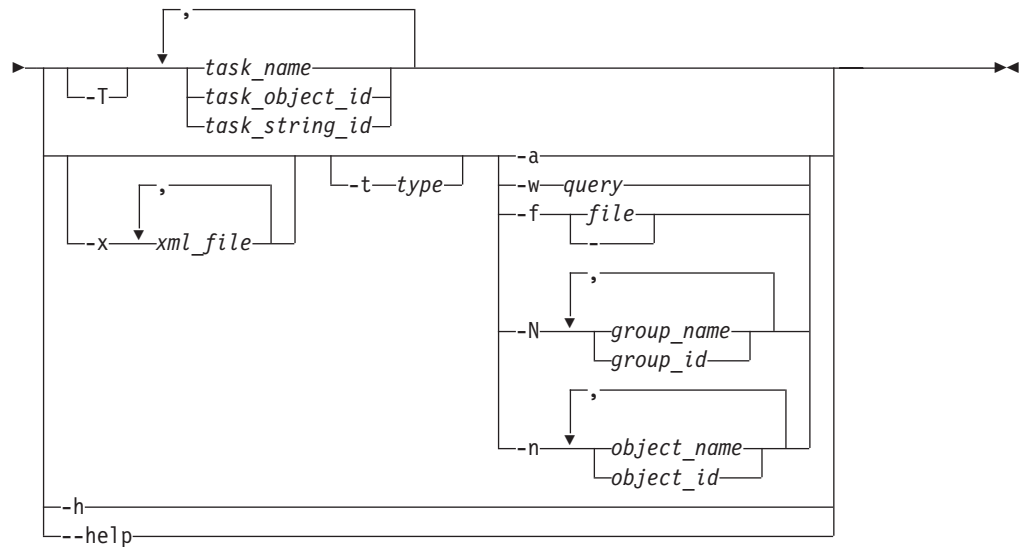 ,
task_name
-T
task_object_id
task_string_id
-a
-t type
-w query
,
-f file
-x xml_file
-
,
-N group_name
group_id
,
-n object_name
object_id
-h
--help